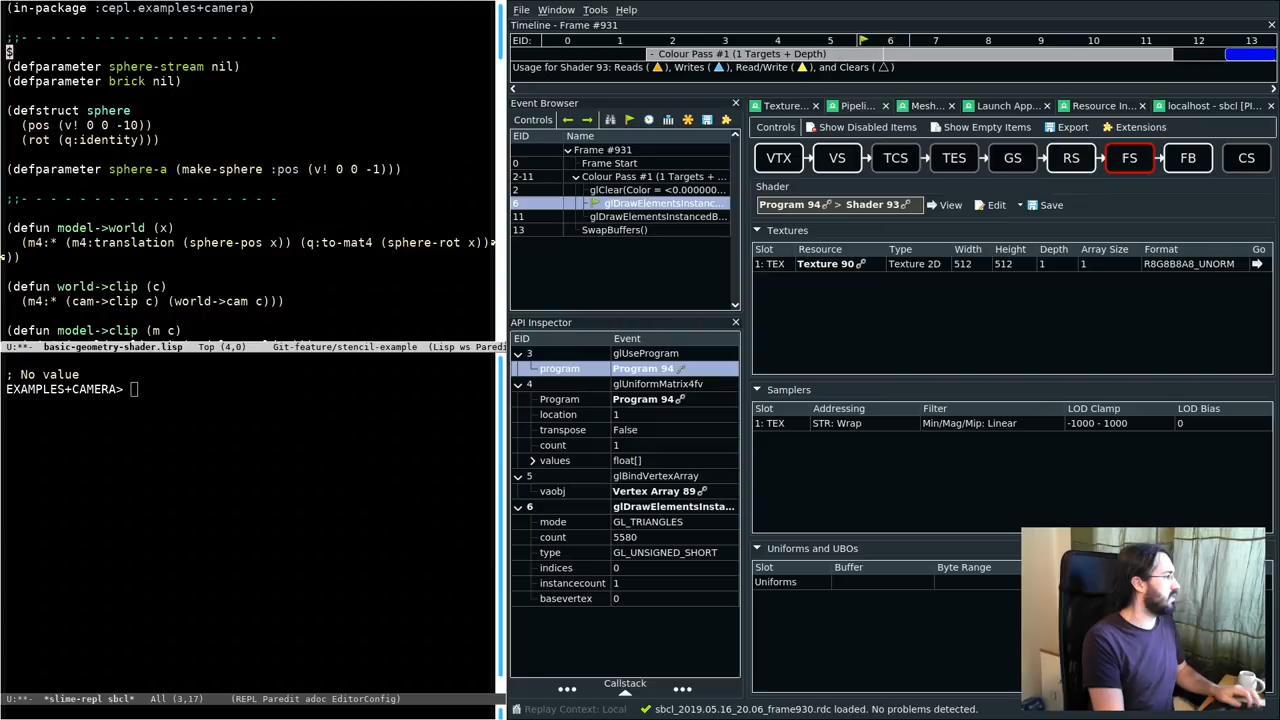 (in-package :cepl.examples+camera)
;;- - - - - - - - - - - - - - - - - -
$
(defparameter sphere-stream nil)
(defparameter brick nil)
(defstruct sphere
(pos (v! 0 0 -10))
(rot (q:identity)))
(defparameter sphere-a (make-sphere :pos (v! 0 0 -1)))
;;- - - - - - - - - - - - - - - - - -
(defun model->world (x)
(m4:* (m4:translation (sphere-pos x)) (q:to-mat4 (sphere-rot x))
))
(defun world->clip (c)
(m4:* (cam->clip c) (world->cam c)))
(defun model->clip (m c)
U:**- basic-geometry-shader.lisp Top (4,0) Git-feature/stencil-example (Lisp ws Pared
; No value
EXAMPLES+CAMERA>
U:**- *slime-repl sbcl* All (3,17) (REPL Paredit adoc EditorConfig)
File Window Tools Help
Timeline - Frame #931
EID: 0 1 2 3 4 5 6 7 8 9 10 11 12 13
- Colour Pass #1 (1 Targets + Depth)
Usage for Shader 93: Reads ( ), Writes ( ), Read/Write ( ), and Clears ( )
Event Browser
Controls
EID Name
Frame #931
0 Frame Start
2-11 Colour Pass #1 (1 Targets + ...
2 glClear(Color = <0.000000...
6 glDrawElementsInstanc...
11 glDrawElementsInstancedB...
13 SwapBuffers()
API Inspector
EID Event
3 glUseProgram
program Program 94
4 glUniformMatrix4fv
Program Program 94
location 1
transpose False
count 1
values float[]
5 glBindVertexArray
vaobj Vertex Array 89
6 glDrawElementsInsta...
mode GL_TRIANGLES
count 5580
type GL_UNSIGNED_SHORT
indices 0
instancecount 1
basevertex 0
Callstack
Texture... Pipeli... Mesh... Launch App... Resource In... localhost - sbcl [PI...
Controls Show Disabled Items Show Empty Items Export Extensions
VTX VS TCS TES GS RS FS FB CS
Shader
Program 94 > Shader 93 View Edit Save
Textures
Slot Resource Type Width Height Depth Array Size Format Go
1: TEX Texture 90 Texture 2D 512 512 1 1 R8G8B8A8_UNORM
Samplers
Slot Addressing Filter LOD Clamp LOD Bias
1: TEX STR: Wrap Min/Mag/Mip: Linear -1000 - 1000 0
Uniforms and UBOs
Slot Buffer Byte Range
Uniforms
Replay Context: Local sbcl_2019.05.16_20.06_frame930.rdc loaded. No problems detected.